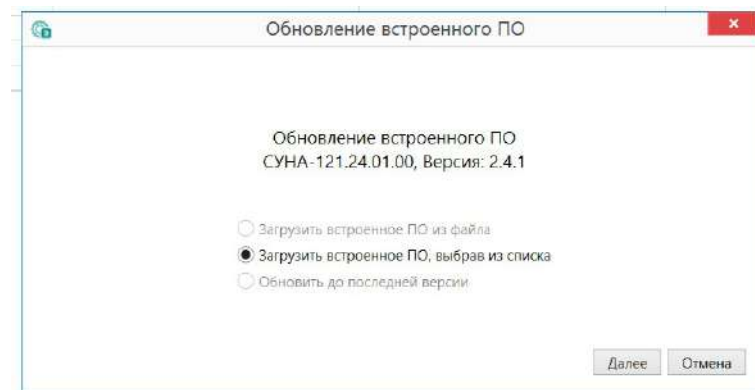 Обновление встроенного ПО
Обновление встроенного ПО
СУНА-121.24.01.00, Версия: 2.4.1
Загрузить встроенное ПО из файла
Загрузить встроенное ПО, выбрав из списка
Обновить до последней версии
Далее Отмена